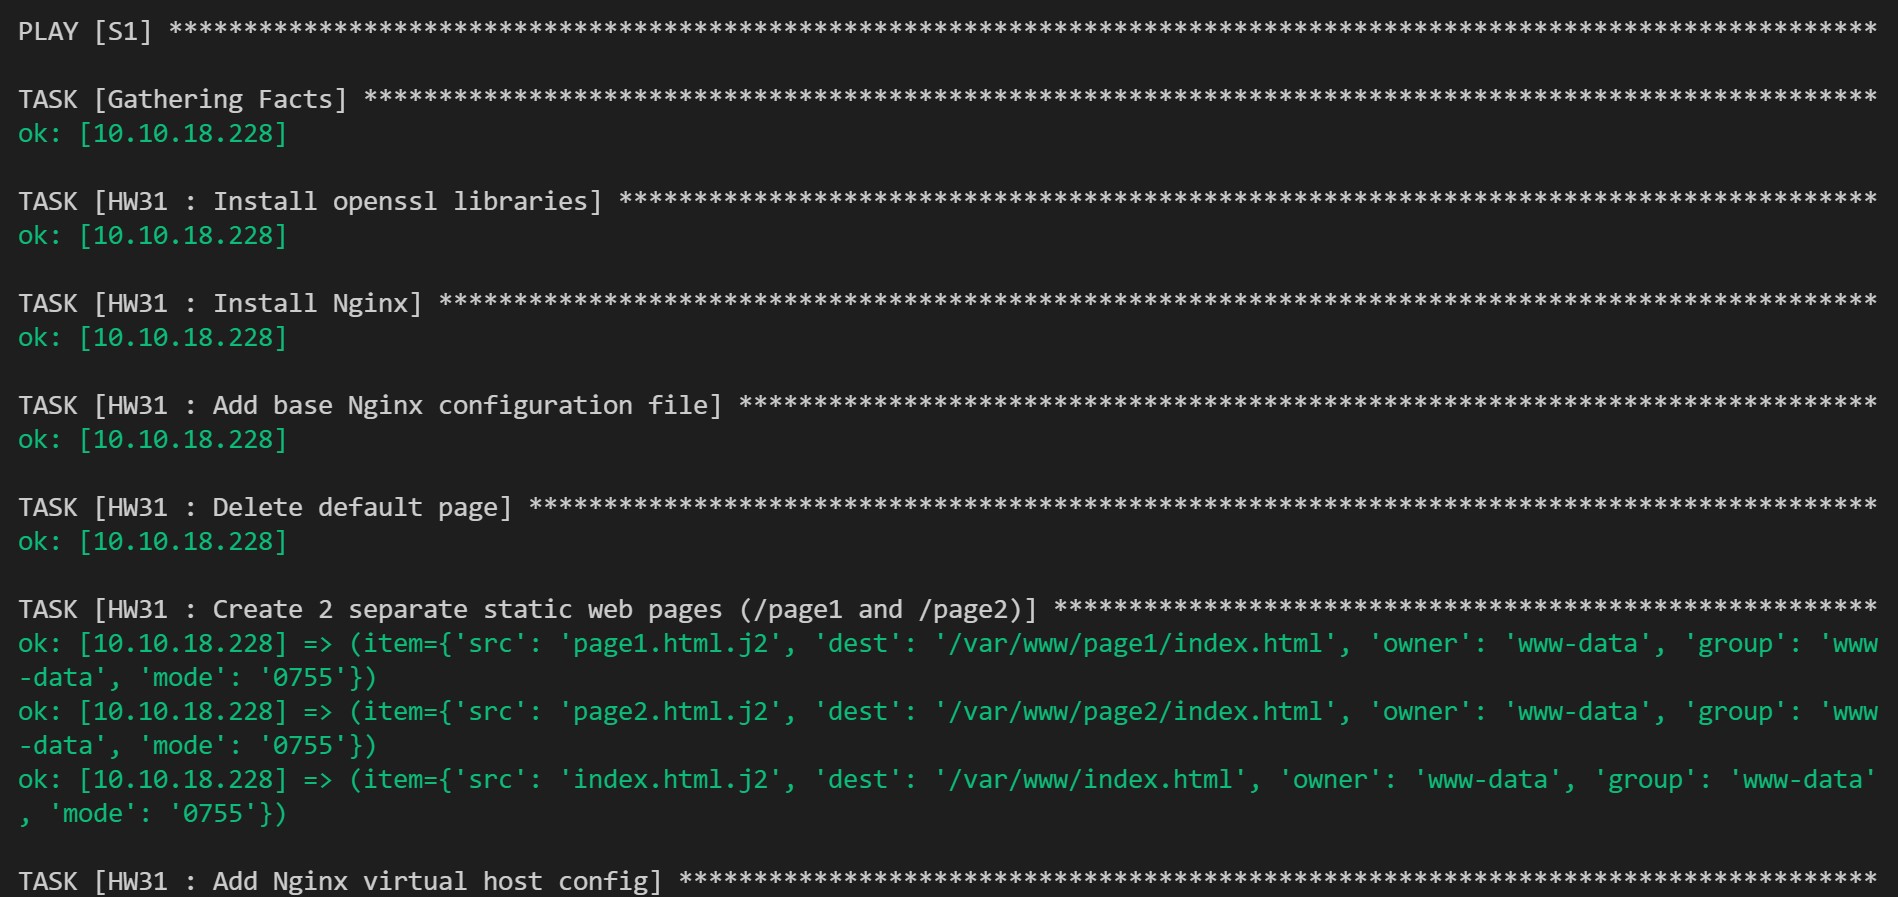 PLAY [S1] ******************************************************************************************************************
TASK [Gathering Facts] *****************************************************************************************************
ok: [10.10.18.228]
TASK [HW31 : Install openssl libraries] ************************************************************************************
ok: [10.10.18.228]
TASK [HW31 : Install Nginx] ************************************************************************************************
ok: [10.10.18.228]
TASK [HW31 : Add base Nginx configuration file] ****************************************************************************
ok: [10.10.18.228]
TASK [HW31 : Delete default page] ******************************************************************************************
ok: [10.10.18.228]
TASK [HW31 : Create 2 separate static web pages (/page1 and /page2)] *******************************************************
ok: [10.10.18.228] => (item={'src': 'page1.html.j2', 'dest': '/var/www/page1/index.html', 'owner': 'www-data', 'group': 'www
-data', 'mode': '0755'})
ok: [10.10.18.228] => (item={'src': 'page2.html.j2', 'dest': '/var/www/page2/index.html', 'owner': 'www-data', 'group': 'www
-data', 'mode': '0755'})
ok: [10.10.18.228] => (item={'src': 'index.html.j2', 'dest': '/var/www/index.html', 'owner': 'www-data', 'group': 'www-data'
, 'mode': '0755'})
TASK [HW31 : Add Nginx virtual host config] ********************************************************************************